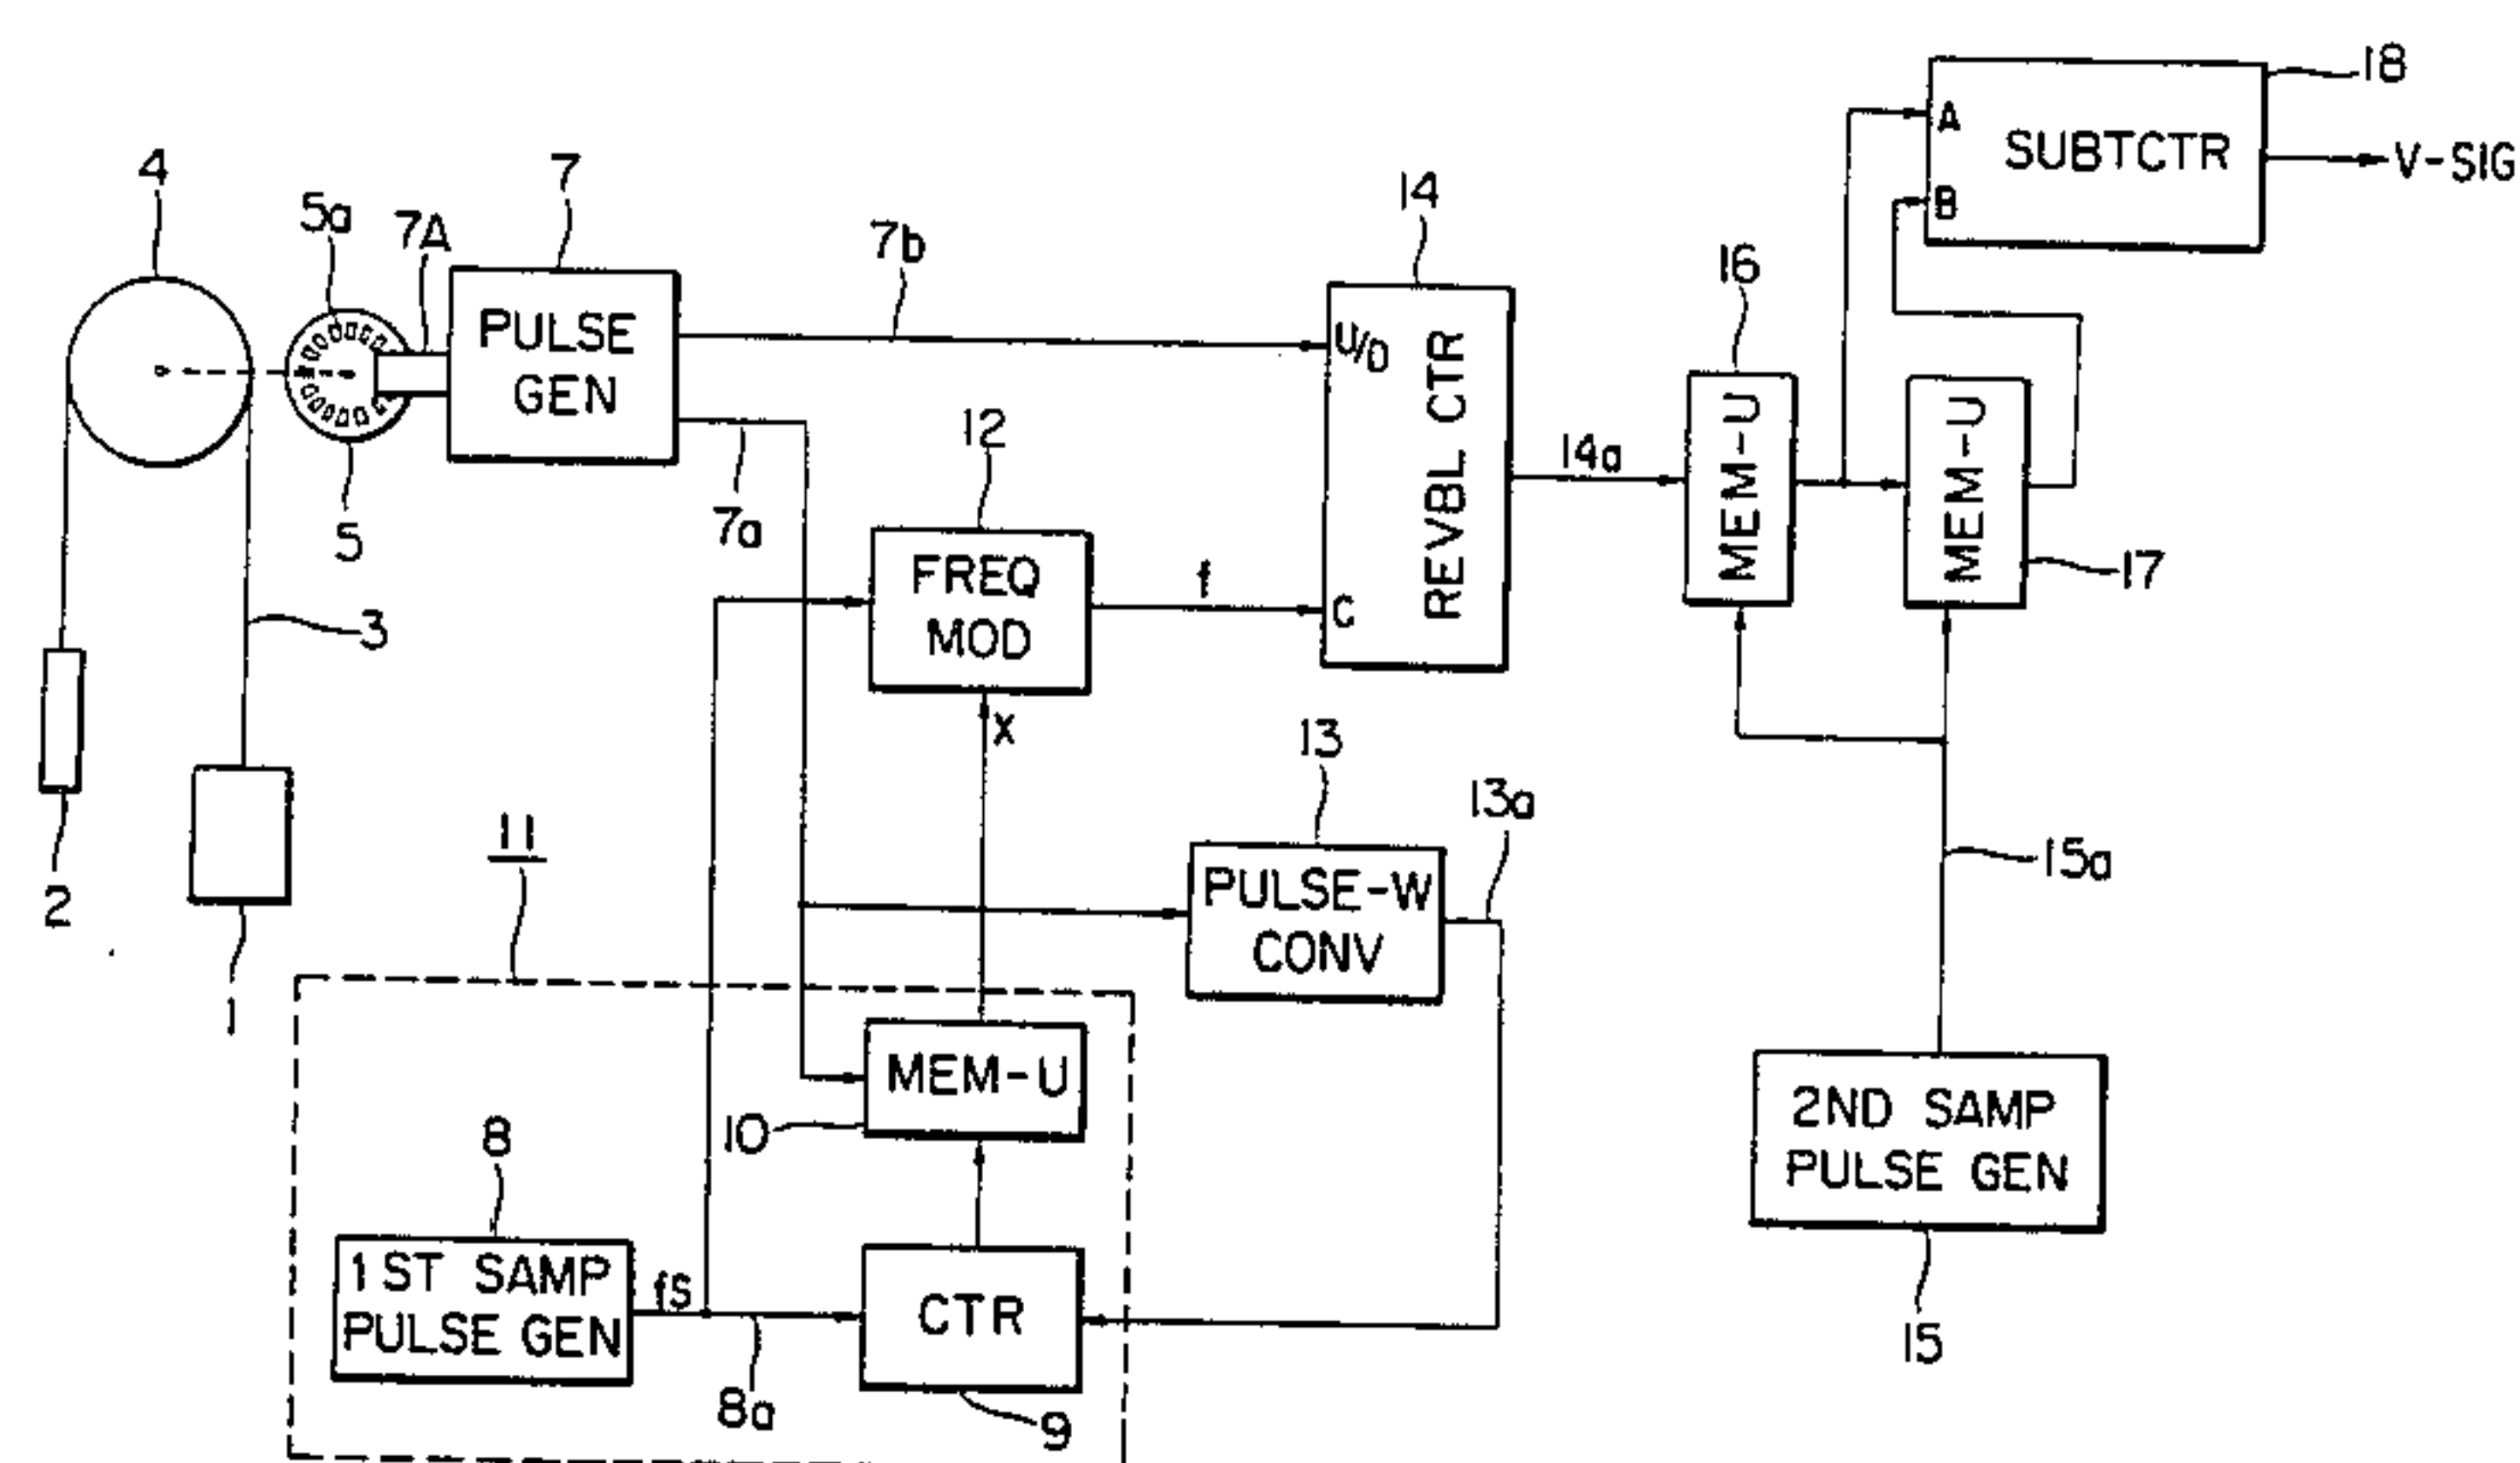 18
A
SUBTCTR
V-SIG
B
4
5a
7A
7
7b
14
16
PULSE
GEN
U/D
REVBL CTR
12
14a
MEM-U
MEM-U
5
7a
FREQ
MOD
f
C
17
3
X
13
13a
11
PULSE-W
CONV
15a
2
1
MEM-U
10
8
2ND SAMP
PULSE GEN
1ST SAMP
PULSE GEN
fS
CTR
8a
9
15